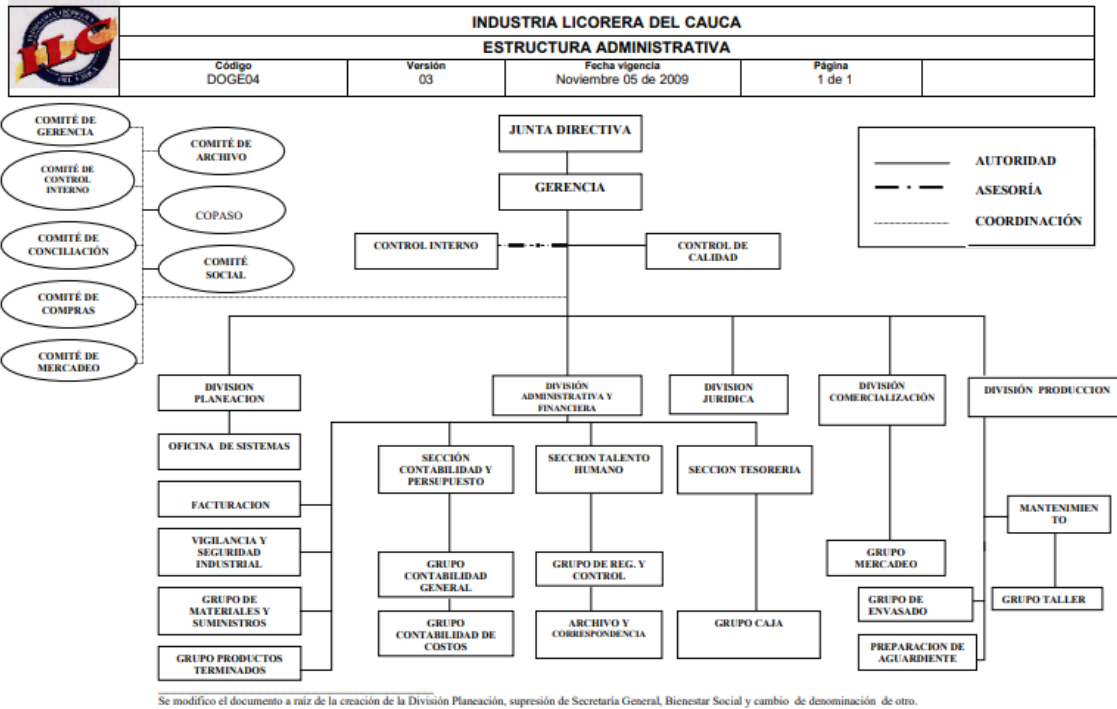 INDUSTRIA LICORERA DEL CAUCA
ESTRUCTURA ADMINISTRATIVA
Código
DOGE04
Versión
03
Fecha vigencia
Noviembre 05 de 2009
Página
1 de 1
ILC
COMITÉ DE
GERENCIA
COMITÉ DE
ARCHIVO
COMITÉ DE
CONTROL
INTERNO
COPASO
COMITÉ DE
CONCILIACIÓN
COMITÉ
SOCIAL
COMITÉ DE
COMPRAS
COMITÉ DE
MERCADEO
JUNTA DIRECTIVA
GERENCIA
CONTROL INTERNO
CONTROL DE
CALIDAD
AUTORIDAD
ASESORÍA
COORDINACIÓN
DIVISION
PLANEACION
DIVISIÓN
ADMINISTRATIVA Y
FINANCIERA
DIVISION
JURIDICA
DIVISIÓN
COMERCIALIZACIÓN
DIVISIÓN PRODUCCION
OFICINA DE SISTEMAS
FACTURACION
VIGILANCIA Y
SEGURIDAD
INDUSTRIAL
GRUPO DE
MATERIALES Y
SUMINISTROS
GRUPO PRODUCTOS
TERMINADOS
SECCIÓN
CONTABILIDAD Y
PERSUPUESTO
GRUPO
CONTABILIDAD
GENERAL
GRUPO
CONTABILIDAD DE
COSTOS
SECCION TALENTO
HUMANO
GRUPO DE REG. Y
CONTROL
ARCHIVO Y
CORRESPONDENCIA
SECCION TESORERIA
GRUPO CAJA
GRUPO
MERCADEO
MANTENIMIEN
TO
GRUPO TALLER
GRUPO DE
ENVASADO
PREPARACION DE
AGUARDIENTE
Se modifico el documento a raíz de la creación de la División Planeación, supresión de Secretaría General, Bienestar Social y cambio de denominación de otro.